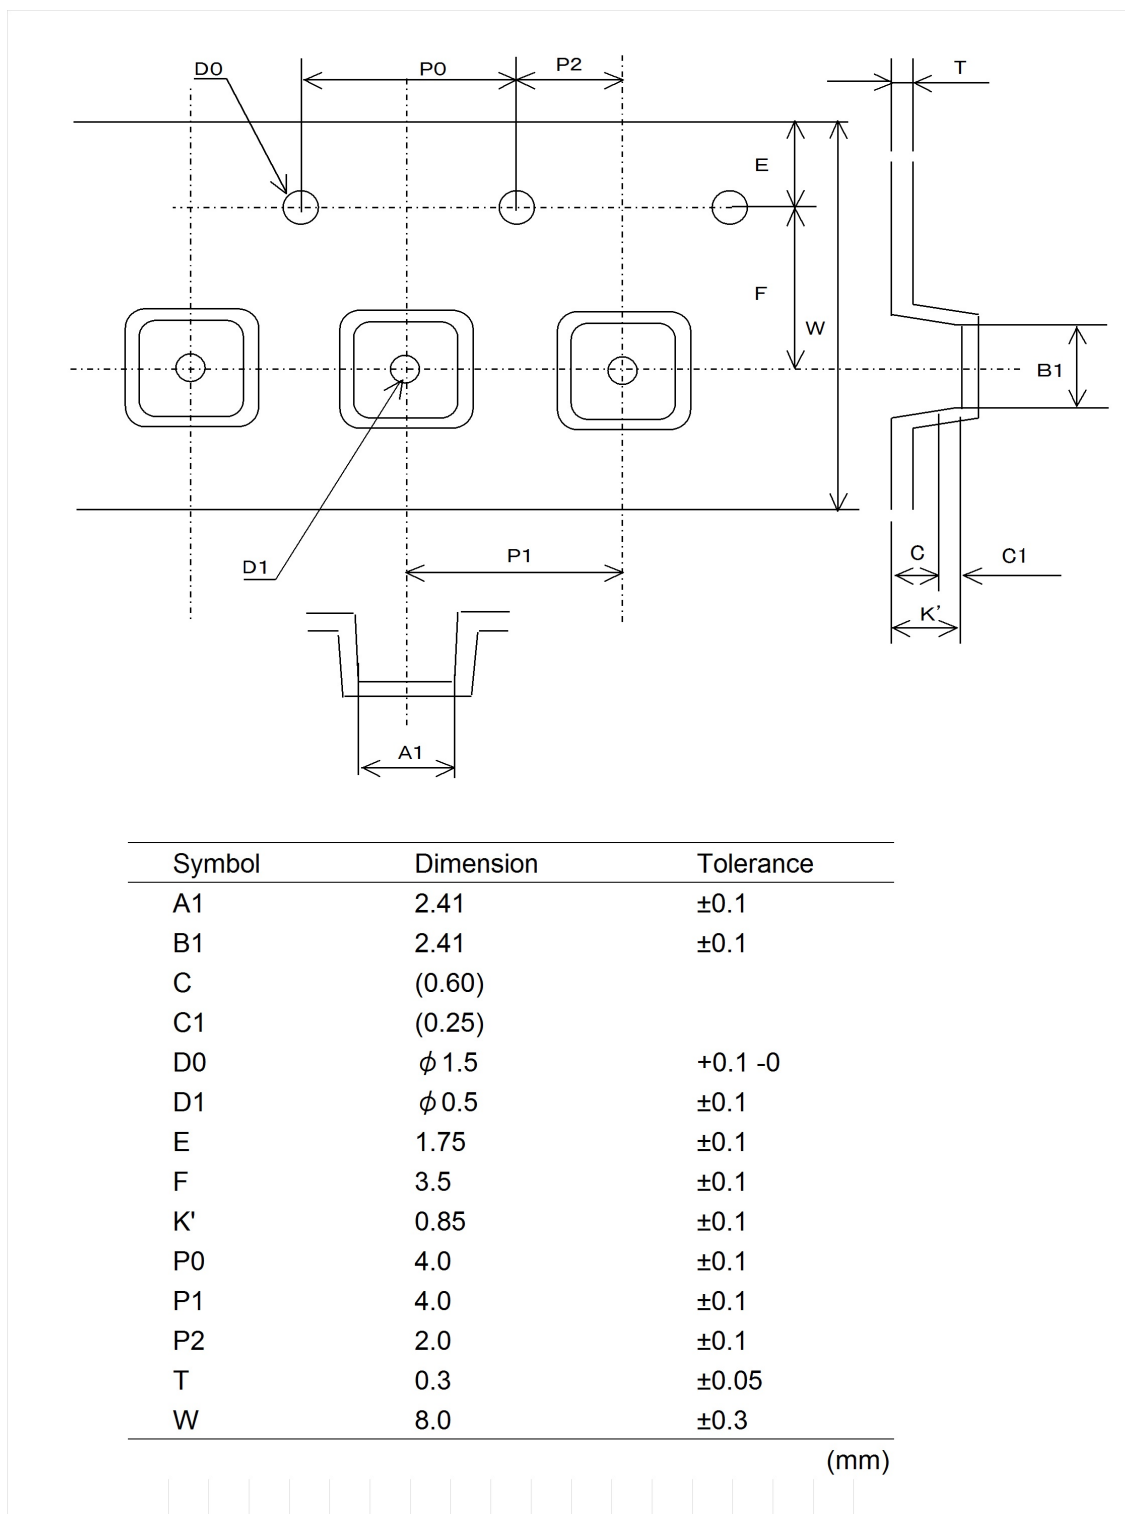 D0
P0
P2
T
E
F
W
B1
D1
P1
C
C1
K'
A1
Symbol Dimension Tolerance
A1 2.41 ±0.1
B1 2.41 ±0.1
C (0.60)
C1 (0.25)
D0 φ1.5 +0.1 -0
D1 φ0.5 ±0.1
E 1.75 ±0.1
F 3.5 ±0.1
K' 0.85 ±0.1
P0 4.0 ±0.1
P1 4.0 ±0.1
P2 2.0 ±0.1
T 0.3 ±0.05
W 8.0 ±0.3
(mm)